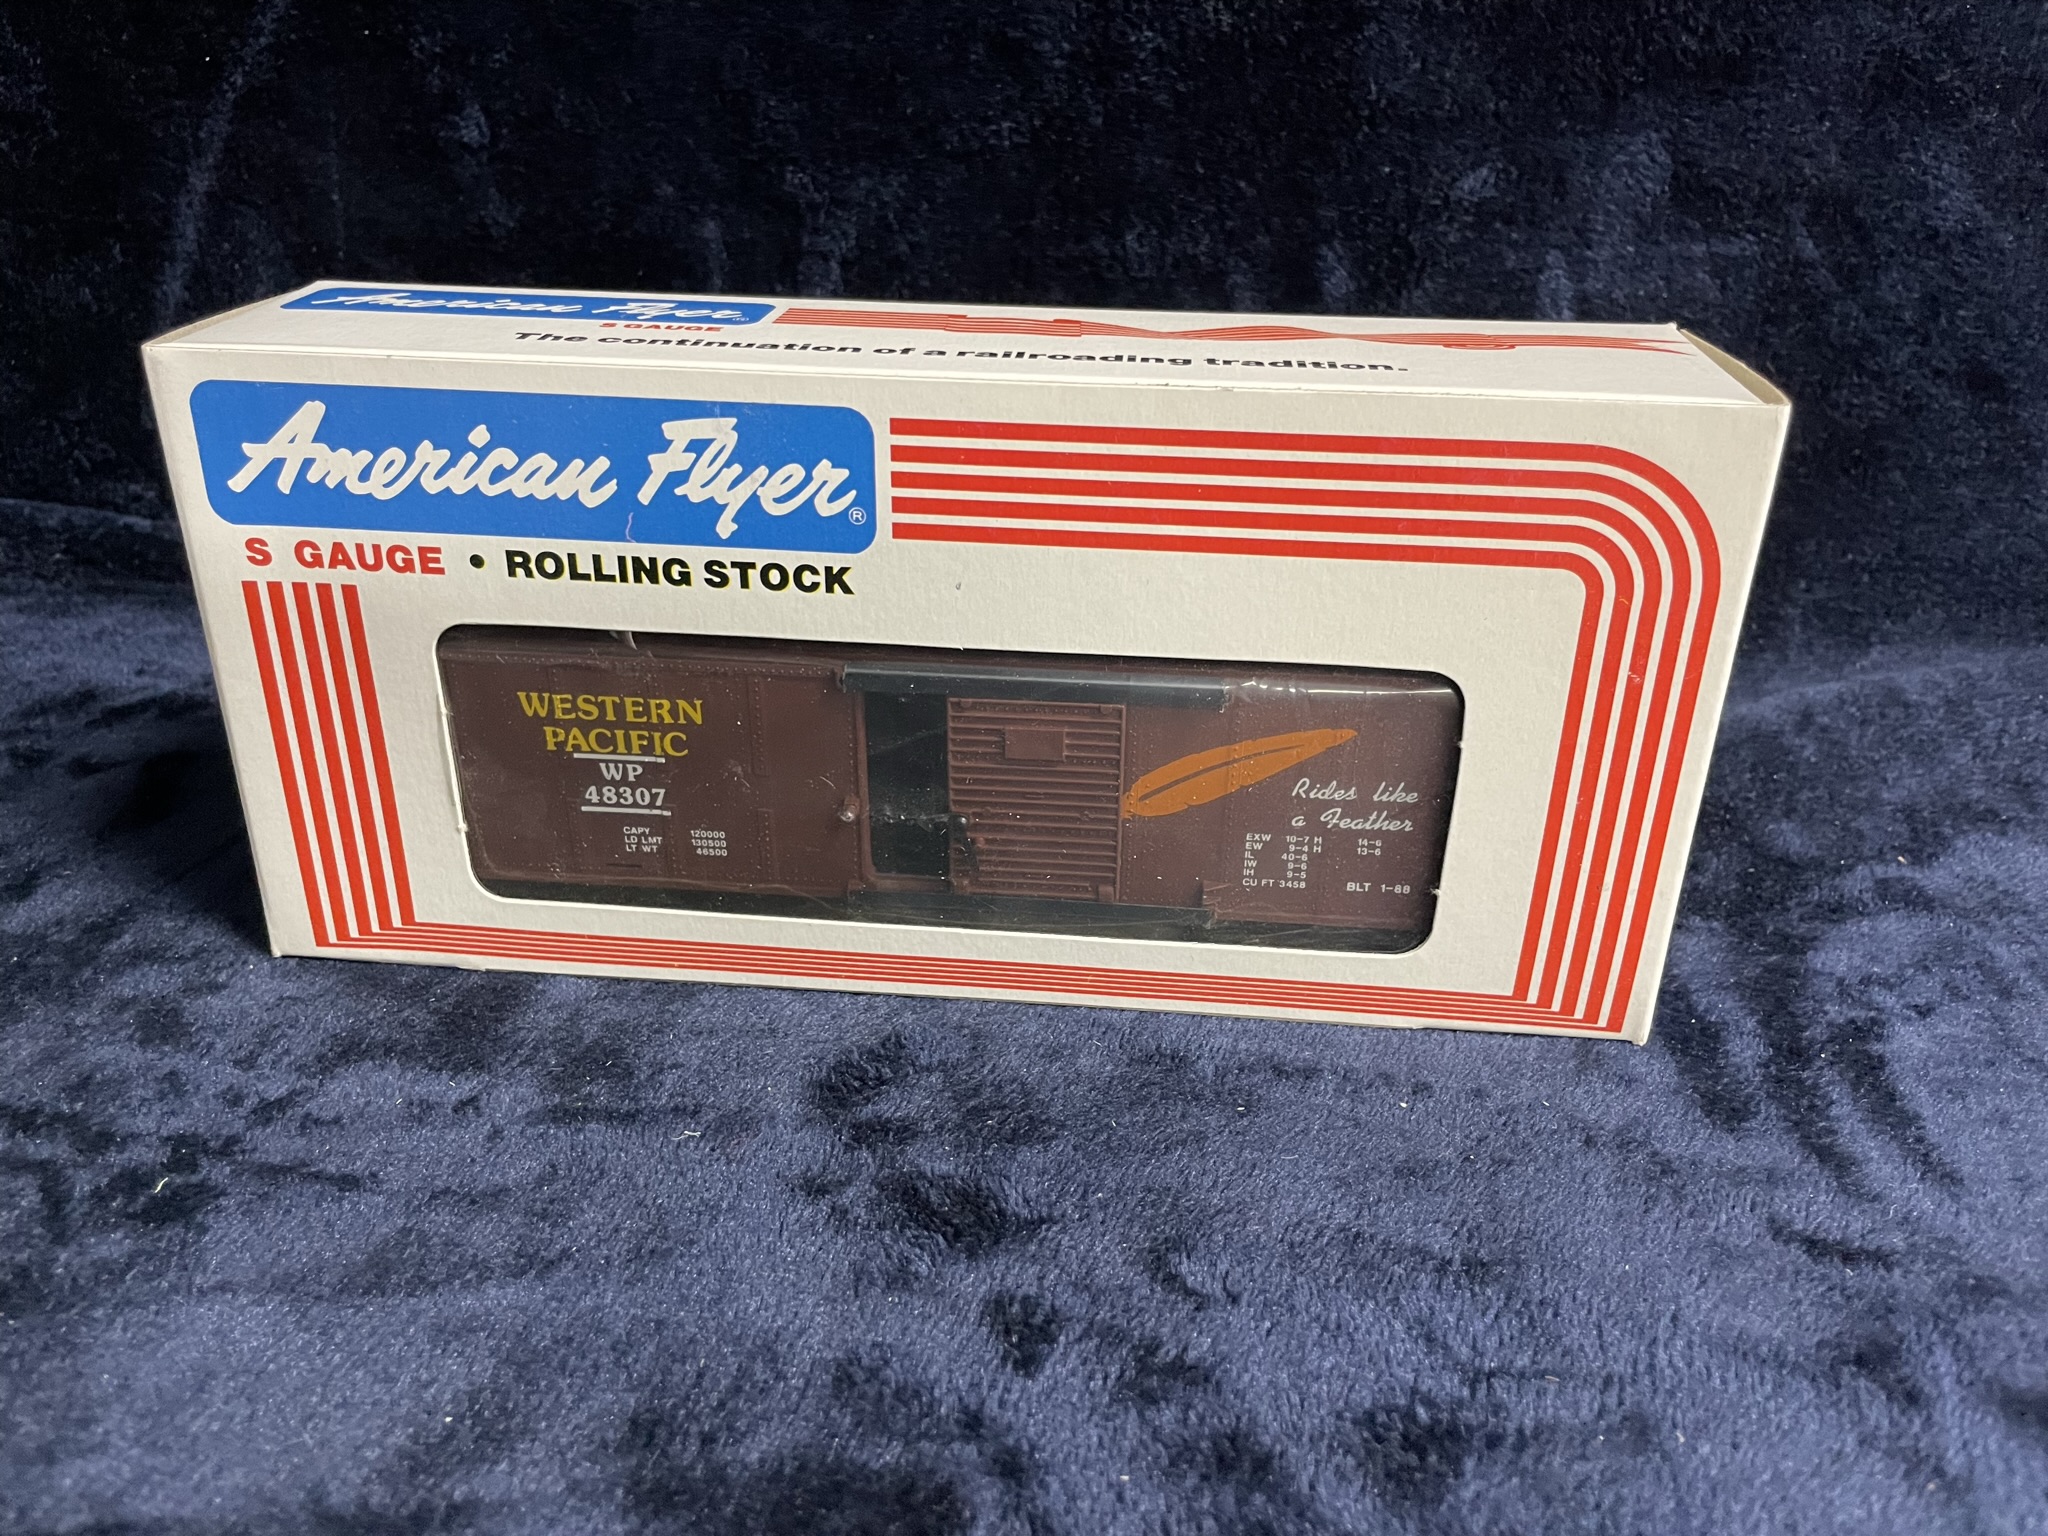 American Flyer ®
S GAUGE
The continuation of a railroading tradition.
American Flyer ®
S GAUGE • ROLLING STOCK
WESTERN
PACIFIC
WP
48307
CAPY 120000
LD LMT 130500
LT WT 46500
Rides like
a Feather
EXW 10-7 H 14-6
EW 9-4 H 13-6
IL 40-6
IW 9-6
IH 9-5
CU FT 3458 BLT 1-88